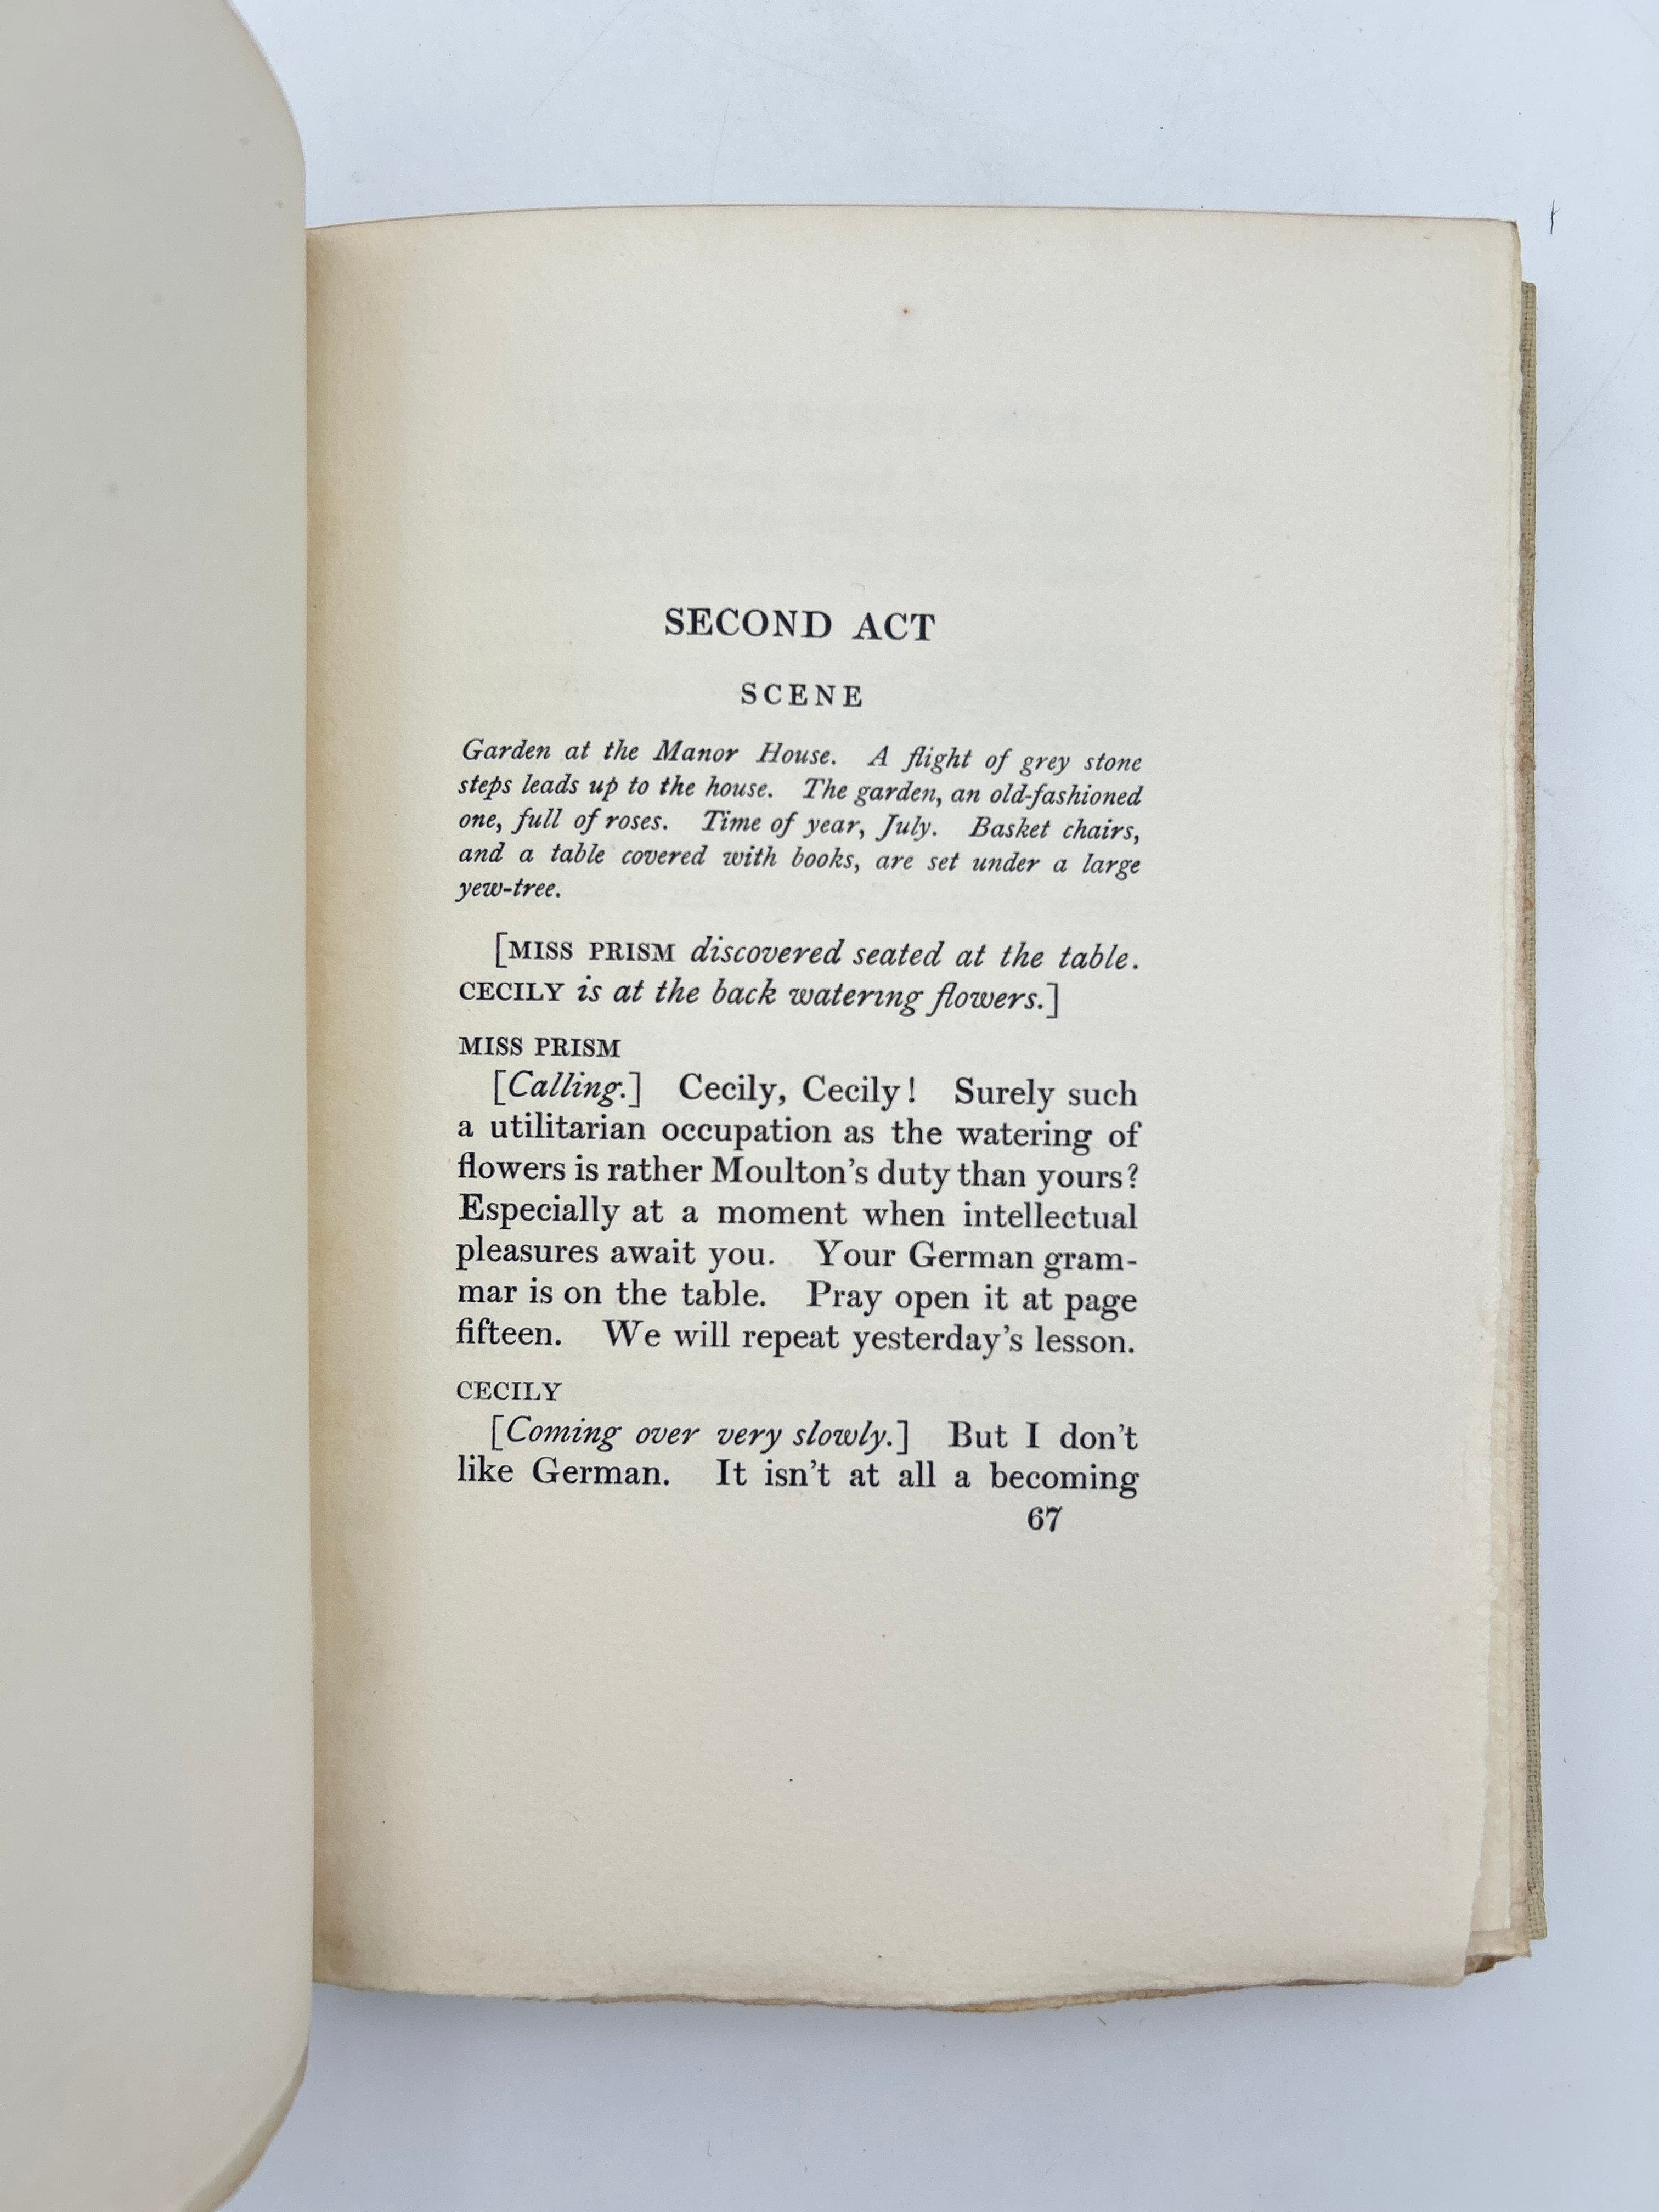 SECOND ACT
SCENE
Garden at the Manor House. A flight of grey stone
steps leads up to the house. The garden, an old-fashioned
one, full of roses. Time of year, July. Basket chairs,
and a table covered with books, are set under a large
yew-tree.
[MISS PRISM discovered seated at the table.
CECILY is at the back watering flowers.]
MISS PRISM
[Calling.] Cecily, Cecily! Surely such
a utilitarian occupation as the watering of
flowers is rather Moulton's duty than yours?
Especially at a moment when intellectual
pleasures await you. Your German gram-
mar is on the table. Pray open it at page
fifteen. We will repeat yesterday's lesson.
CECILY
[Coming over very slowly.] But I don't
like German. It isn't at all a becoming
67